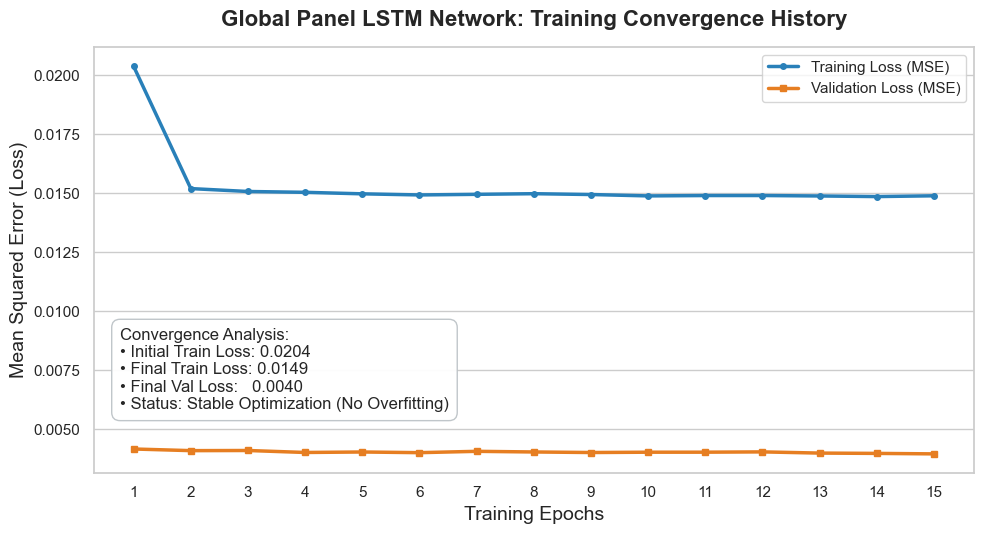 Global Panel LSTM Network: Training Convergence History
Mean Squared Error (Loss)
0.0200
0.0175
0.0150
0.0125
0.0100
0.0075
0.0050
Training Loss (MSE)
Validation Loss (MSE)
Convergence Analysis:
• Initial Train Loss: 0.0204
• Final Train Loss: 0.0149
• Final Val Loss:   0.0040
• Status: Stable Optimization (No Overfitting)
1 2 3 4 5 6 7 8 9 10 11 12 13 14 15
Training Epochs